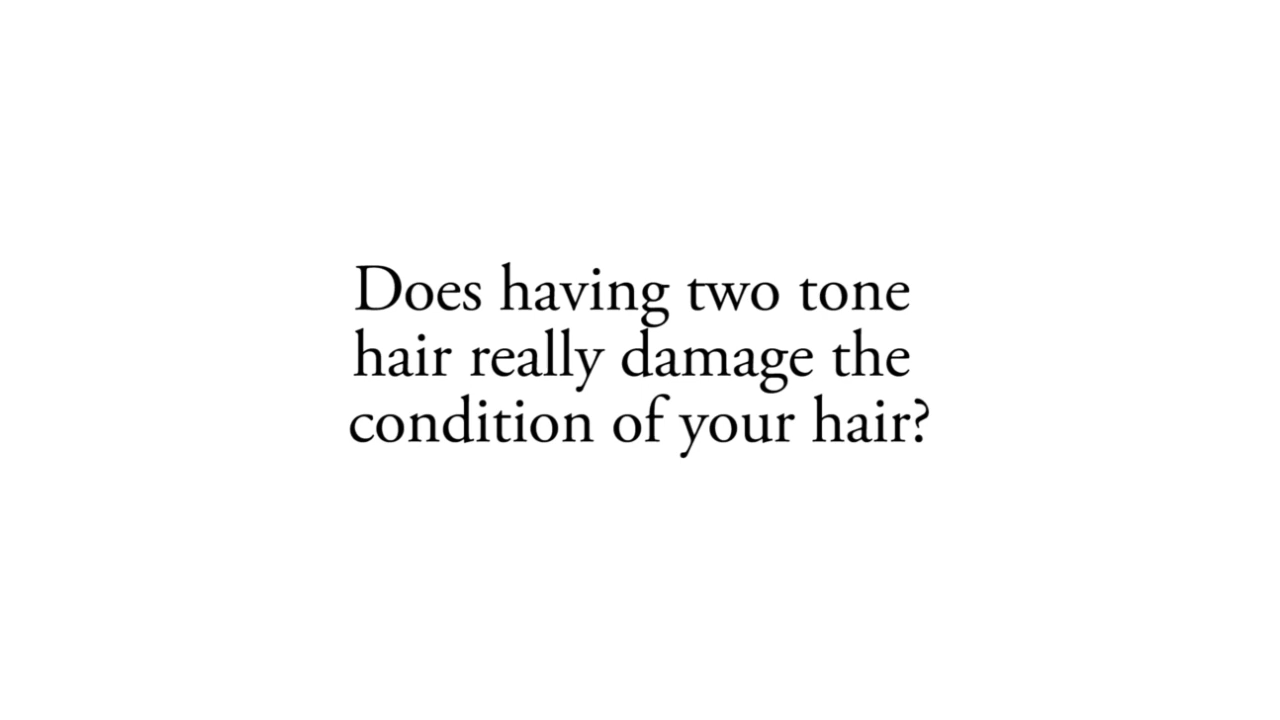 Does having two tone
hair really damage the
condition of your hair?